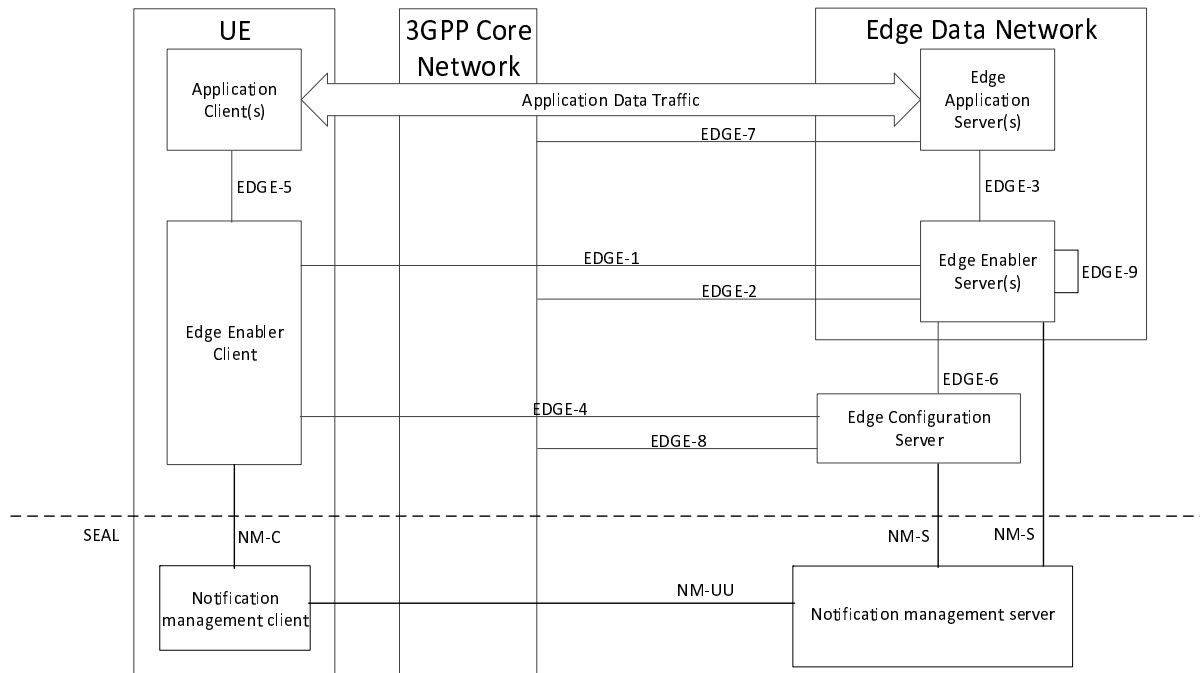 UE
3GPP Core
Network
Edge Data Network
Application
Client(s)
Application Data Traffic
Edge
Application
Server(s)
EDGE-7
EDGE-5
EDGE-3
EDGE-1
Edge Enabler
Server(s)
EDGE-9
EDGE-2
Edge Enabler
Client
EDGE-6
EDGE-4
Edge Configuration
Server
EDGE-8
SEAL
NM-C
NM-S
NM-S
Notification
management client
NM-UU
Notification management server